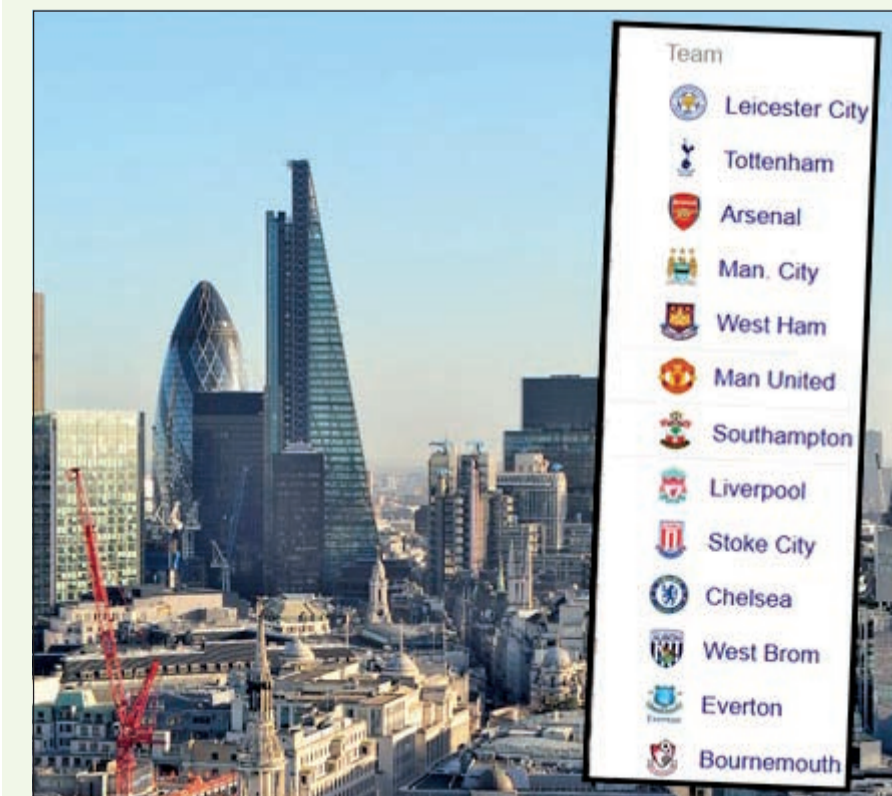 Team
Leicester City
Tottenham
Arsenal
Man. City
West Ham
Man United
Southampton
Liverpool
Stoke City
Chelsea
West Brom
Everton
Bournemouth